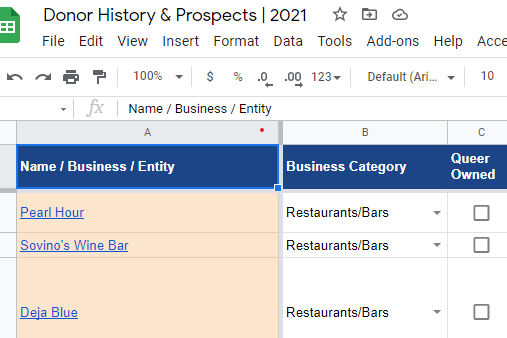 Donor History & Prospects | 2021
File Edit View Insert Format Data Tools Add-ons Help Acce
100% $ % .0 .00 123 Default (Ari... 10
fx Name / Business / Entity
A B C
Name / Business / Entity Business Category Queer Owned
Pearl Hour Restaurants/Bars
Sovino's Wine Bar Restaurants/Bars
Deja Blue Restaurants/Bars